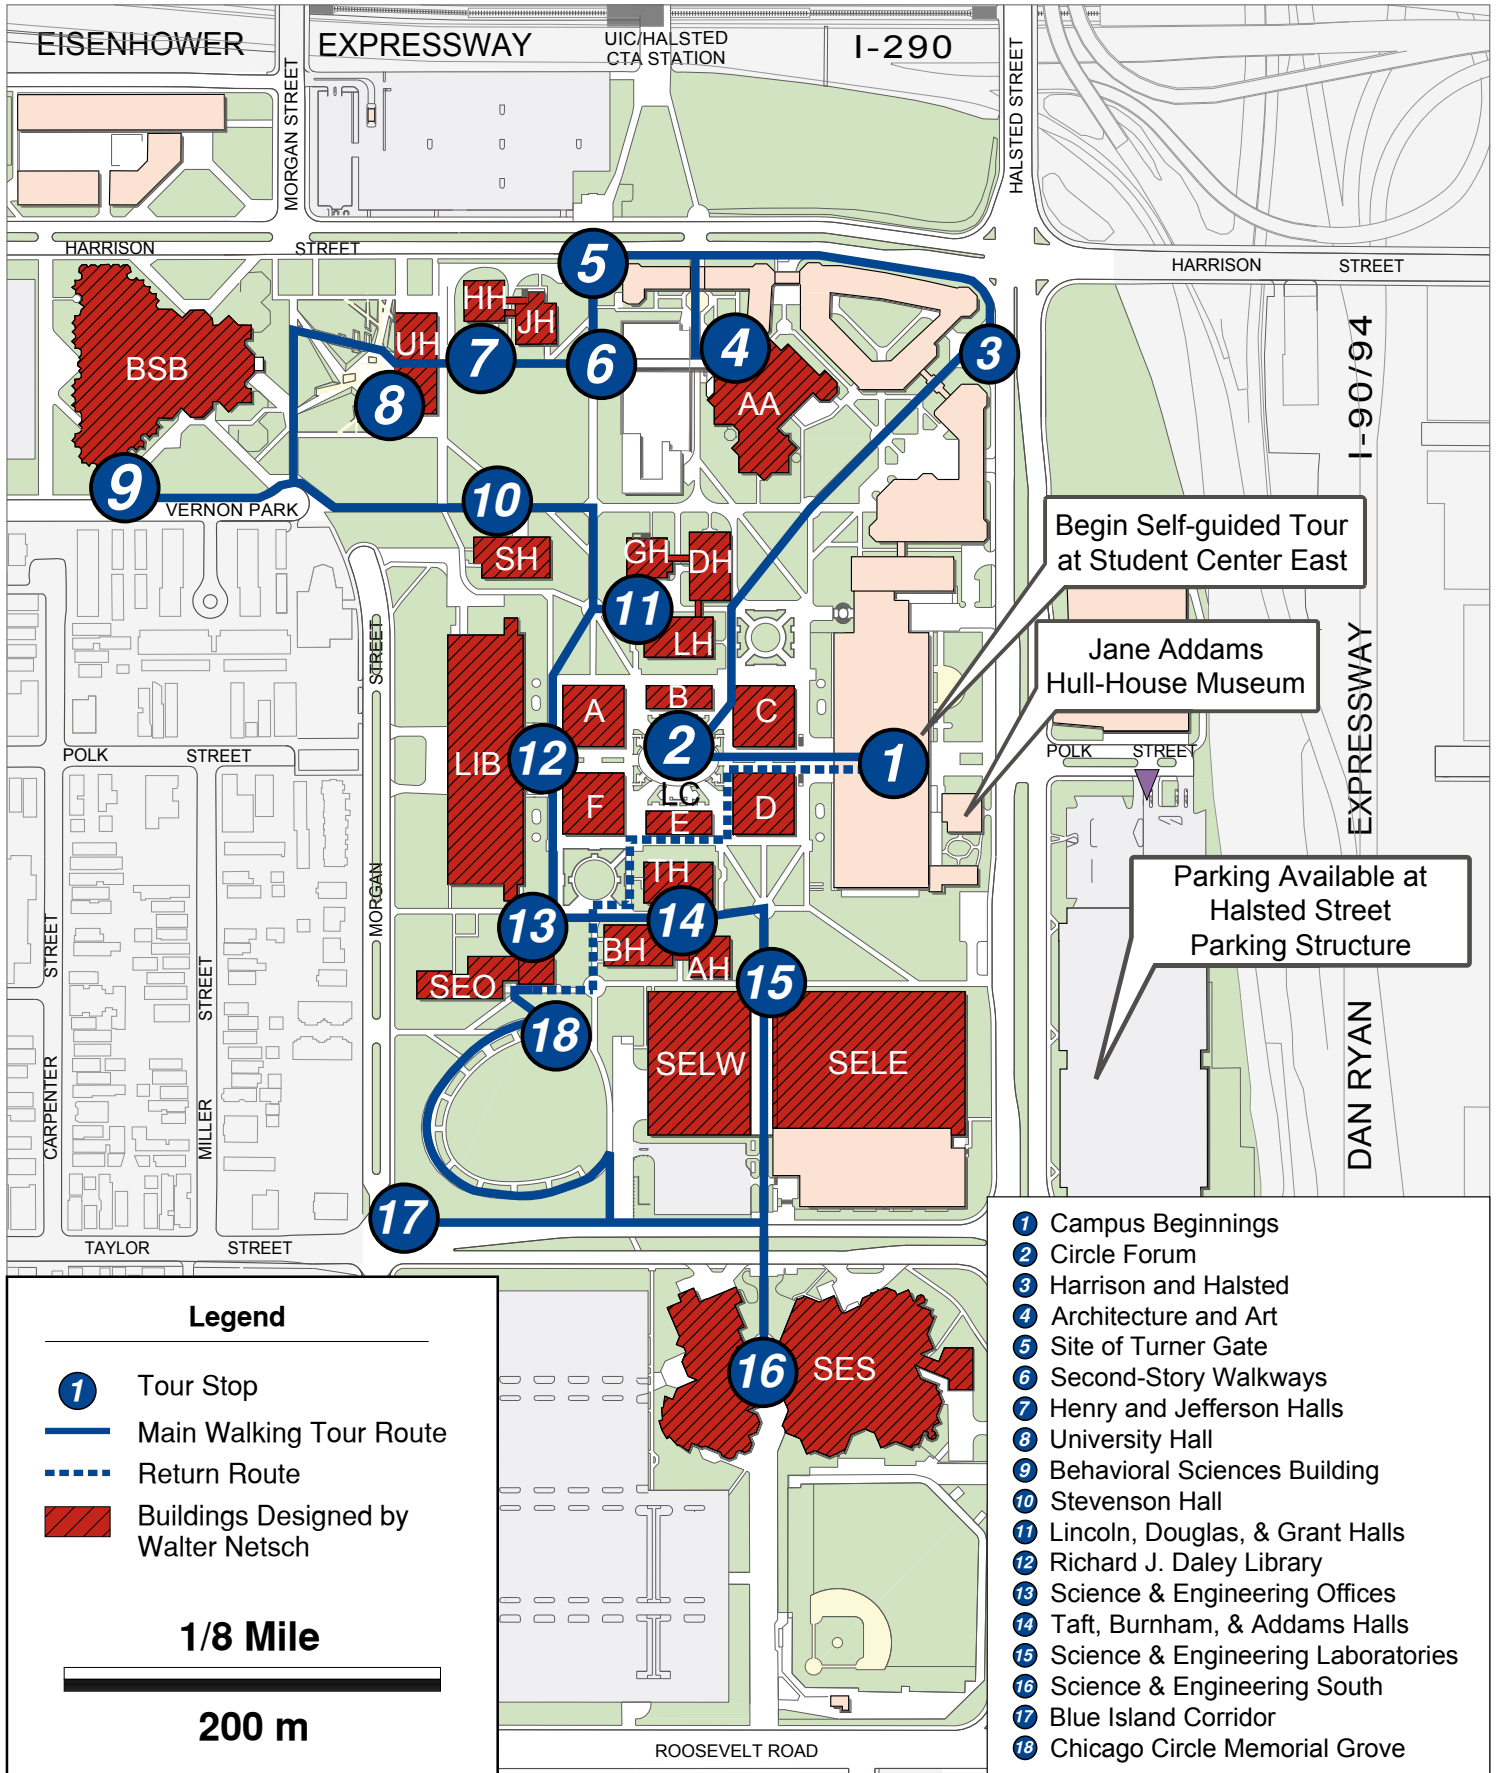 EISENHOWER
EXPRESSWAY
UIC/HALSTED
CTA STATION
I-290
MORGAN STREET
HALSTED STREET
HARRISON
STREET
HARRISON
STREET
5
HH
JH
UH
7
6
4
3
BSB
8
AA
I-90/94
9
VERNON PARK
10
SH
GH
DH
11
LH
Begin Self-guided Tour
at Student Center East
Jane Addams
Hull-House Museum
STREET
EXPRESSWAY
A
B
C
2
1
12
LIB
POLK
STREET
POLK
STREET
LC
F
E
D
TH
MORGAN
13
14
BH
AH
15
SEO
18
SELW
SELE
Parking Available at
Halsted Street
Parking Structure
STREET
CARPENTER
STREET
MILLER
DAN RYAN
17
TAYLOR
STREET
16
SES
ROOSEVELT ROAD
Legend
1
Tour Stop
Main Walking Tour Route
Return Route
Buildings Designed by
Walter Netsch
1/8 Mile
200 m
1 Campus Beginnings
2 Circle Forum
3 Harrison and Halsted
4 Architecture and Art
5 Site of Turner Gate
6 Second-Story Walkways
7 Henry and Jefferson Halls
8 University Hall
9 Behavioral Sciences Building
10 Stevenson Hall
11 Lincoln, Douglas, & Grant Halls
12 Richard J. Daley Library
13 Science & Engineering Offices
14 Taft, Burnham, & Addams Halls
15 Science & Engineering Laboratories
16 Science & Engineering South
17 Blue Island Corridor
18 Chicago Circle Memorial Grove